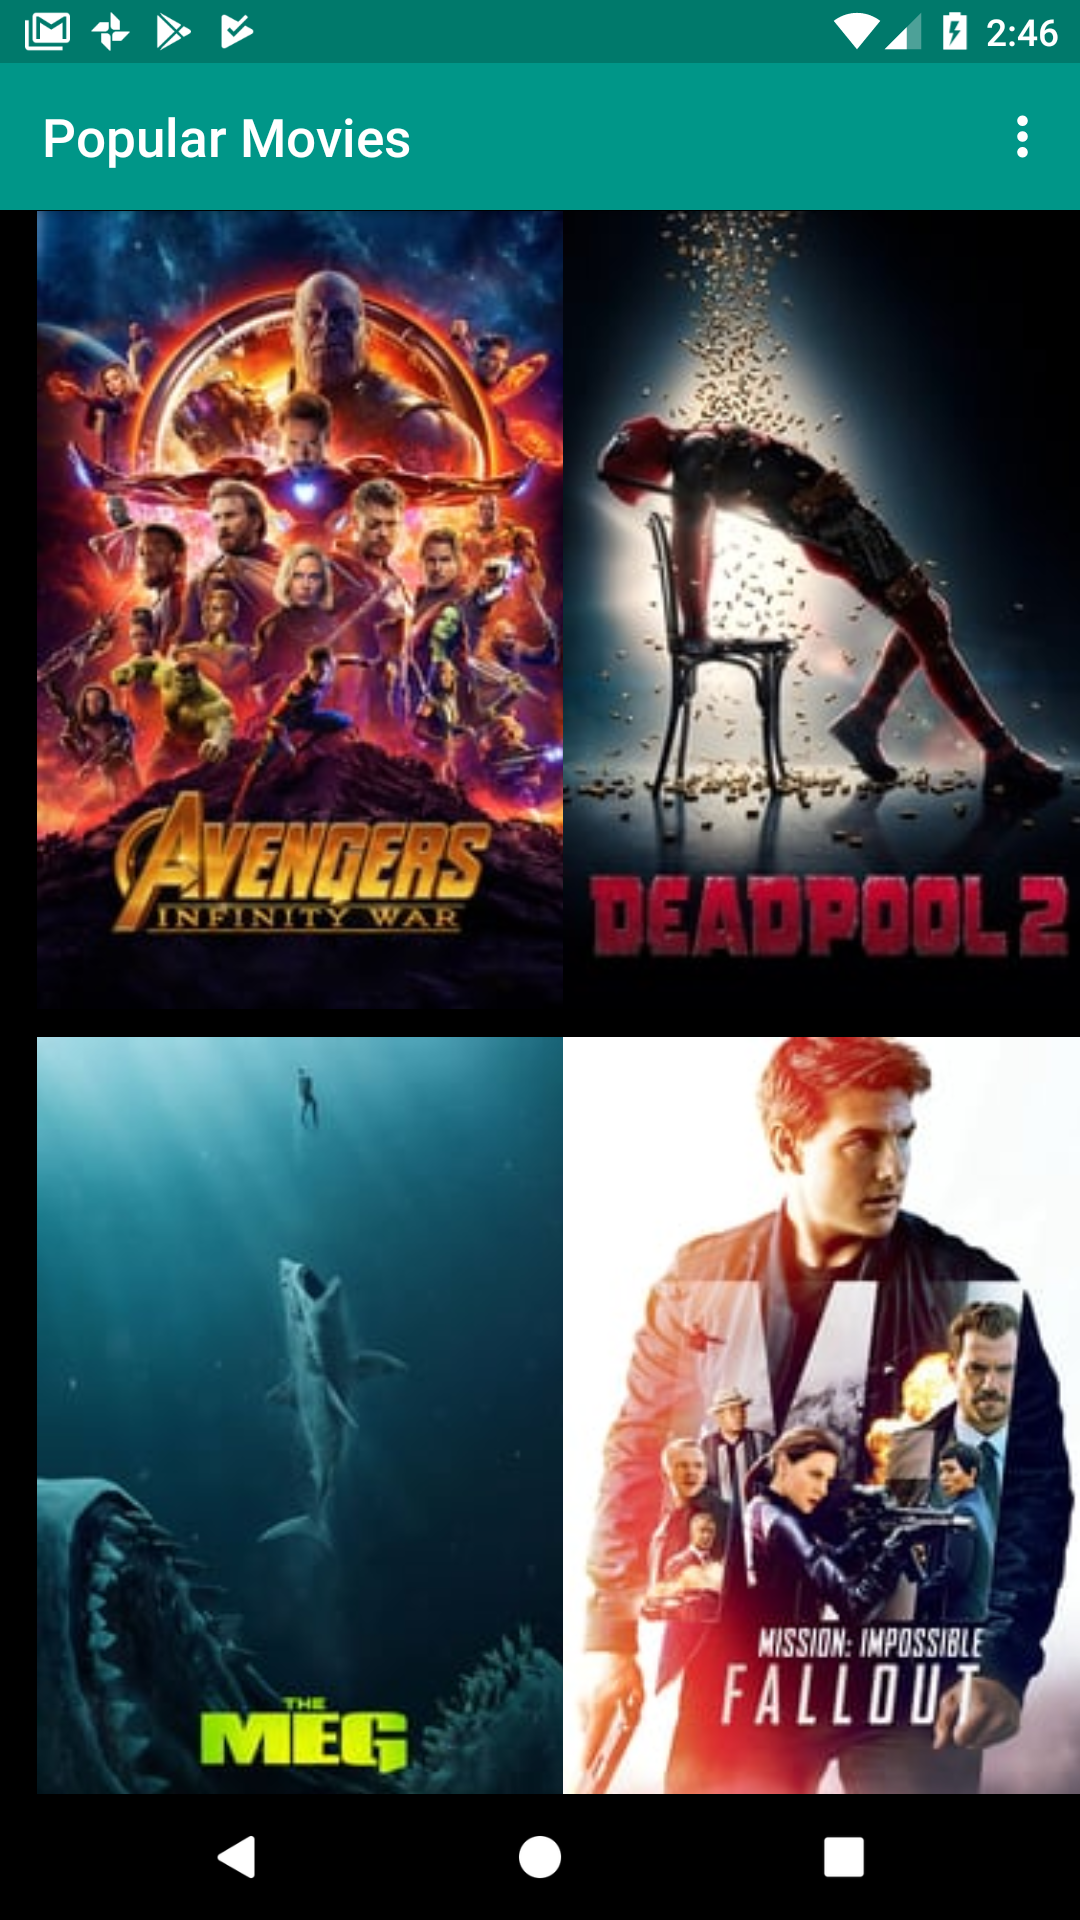 2:46
Popular Movies
AVENGERS
INFINITY WAR
DEADPOOL 2
THE
MEG
MISSION: IMPOSSIBLE
FALLOUT